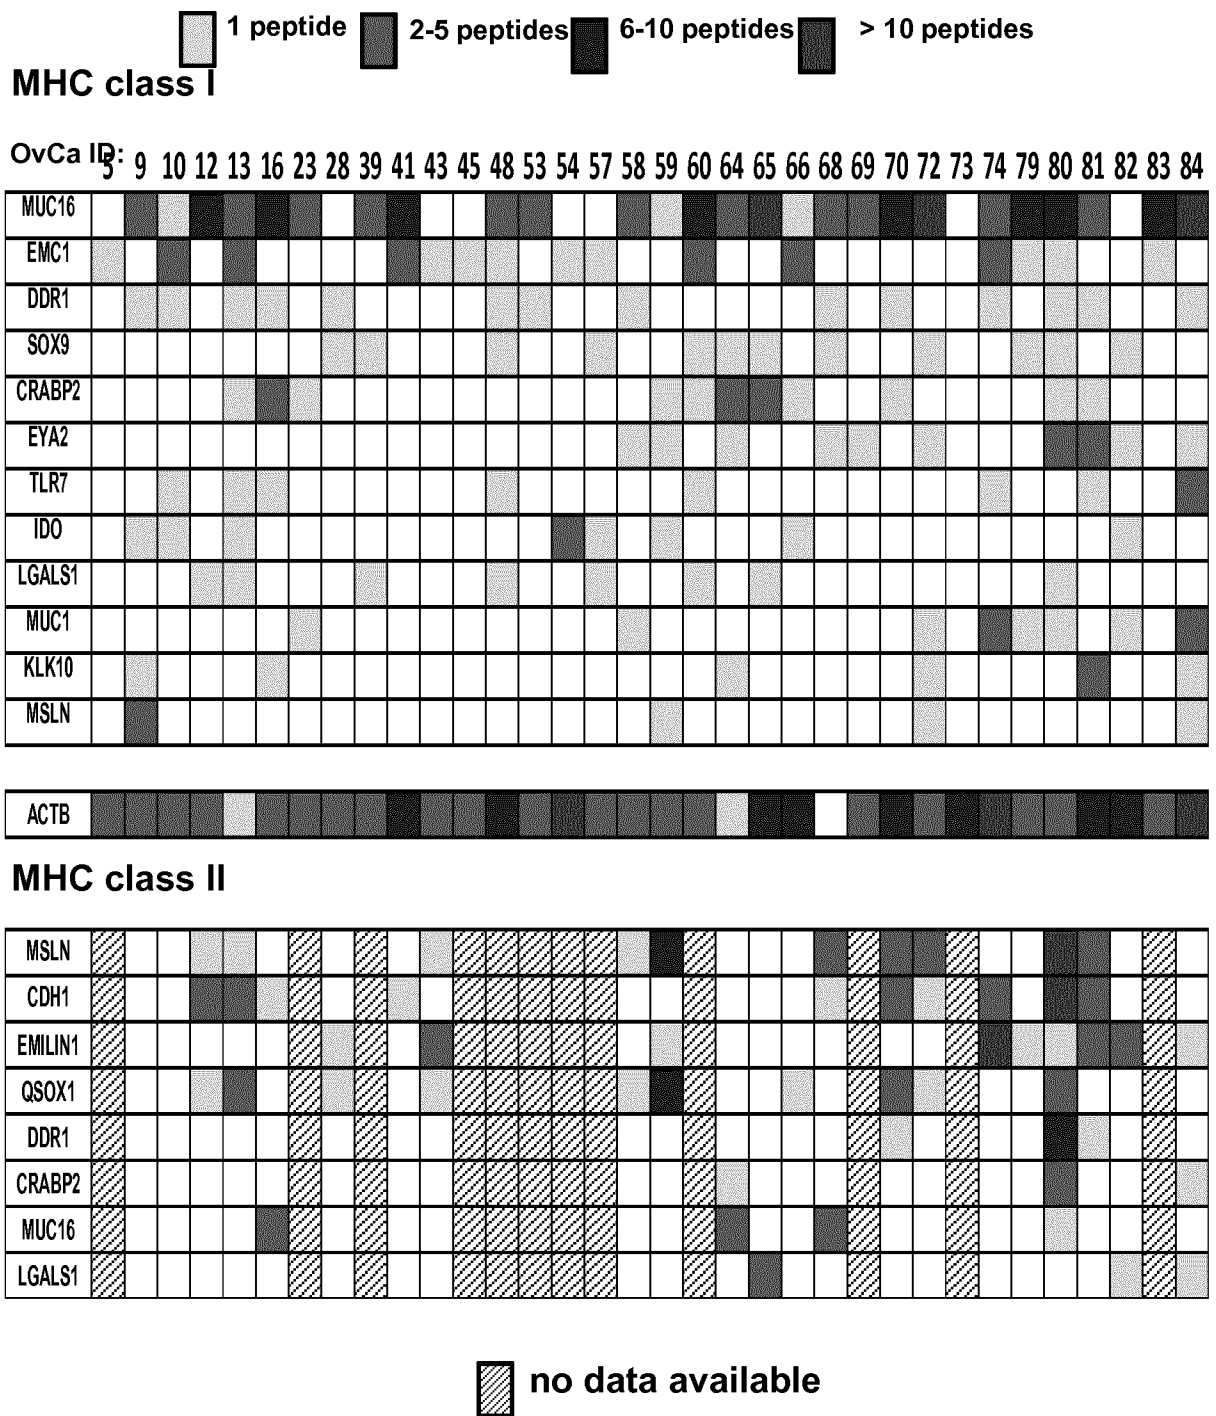 1 peptide 2-5 peptides 6-10 peptides > 10 peptides
MHC class I
OvCa ID: 5 9 10 12 13 16 23 28 39 41 43 45 48 53 54 57 58 59 60 64 65 66 68 69 70 72 73 74 79 80 81 82 83 84
MUC16
EMC1
DDR1
SOX9
CRABP2
EYA2
TLR7
IDO
LGALS1
MUC1
KLK10
MSLN
ACTB
MHC class II
MSLN
CDH1
EMILIN1
QSOX1
DDR1
CRABP2
MUC16
LGALS1
no data available